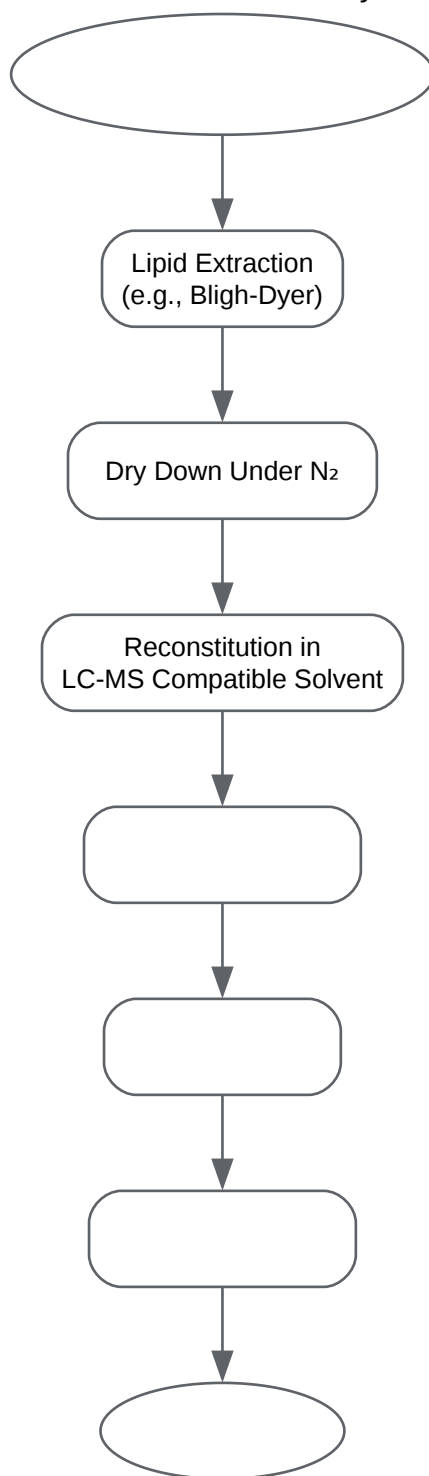 Lipid Extraction
(e.g., Bligh-Dyer)
Dry Down Under N₂
Reconstitution in
LC-MS Compatible Solvent